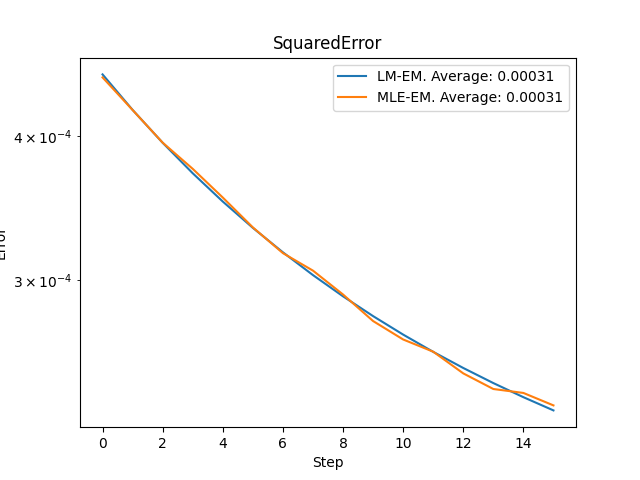 SquaredError
LM-EM. Average: 0.00031
MLE-EM. Average: 0.00031
4 × 10⁻⁴
3 × 10⁻⁴
Error
0 2 4 6 8 10 12 14
Step